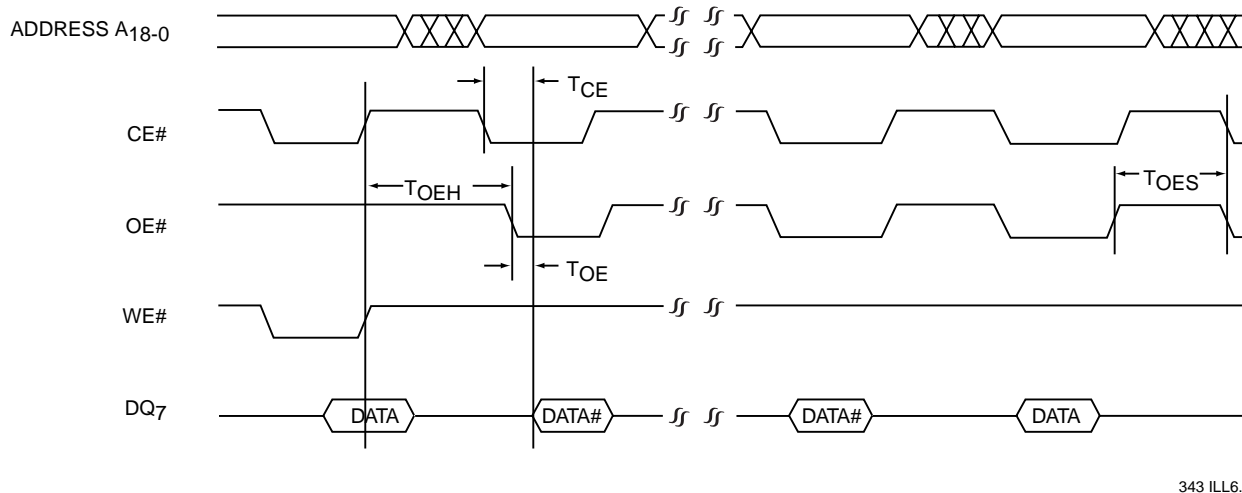 ADDRESS A18-0
TCE
CE#
TOEH
TOES
OE#
TOE
WE#
DQ7
DATA
DATA#
DATA#
DATA
343 ILL6.